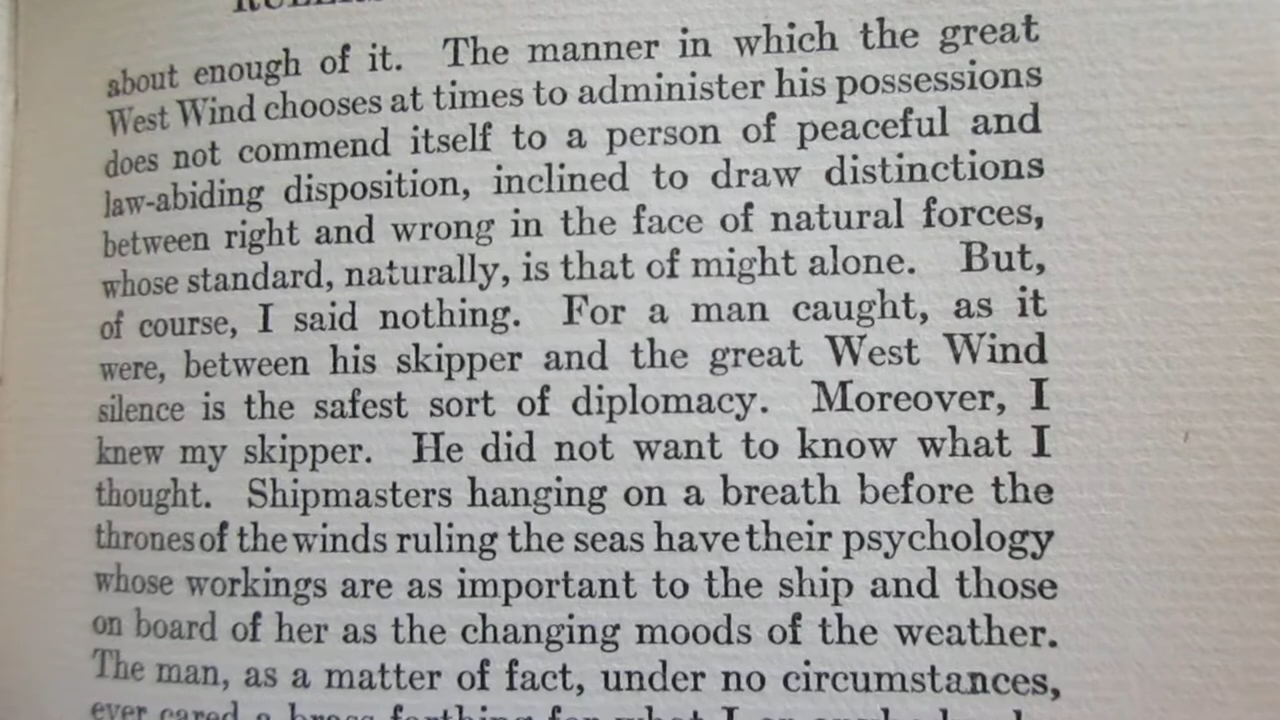 about enough of it. The manner in which the great
West Wind chooses at times to administer his possessions
does not commend itself to a person of peaceful and
law-abiding disposition, inclined to draw distinctions
between right and wrong in the face of natural forces,
whose standard, naturally, is that of might alone. But,
of course, I said nothing. For a man caught, as it
were, between his skipper and the great West Wind
silence is the safest sort of diplomacy. Moreover, I
knew my skipper. He did not want to know what I
thought. Shipmasters hanging on a breath before the
thrones of the winds ruling the seas have their psychology
whose workings are as important to the ship and those
on board of her as the changing moods of the weather.
The man, as a matter of fact, under no circumstances,
ever cared a brass farthing for what I or